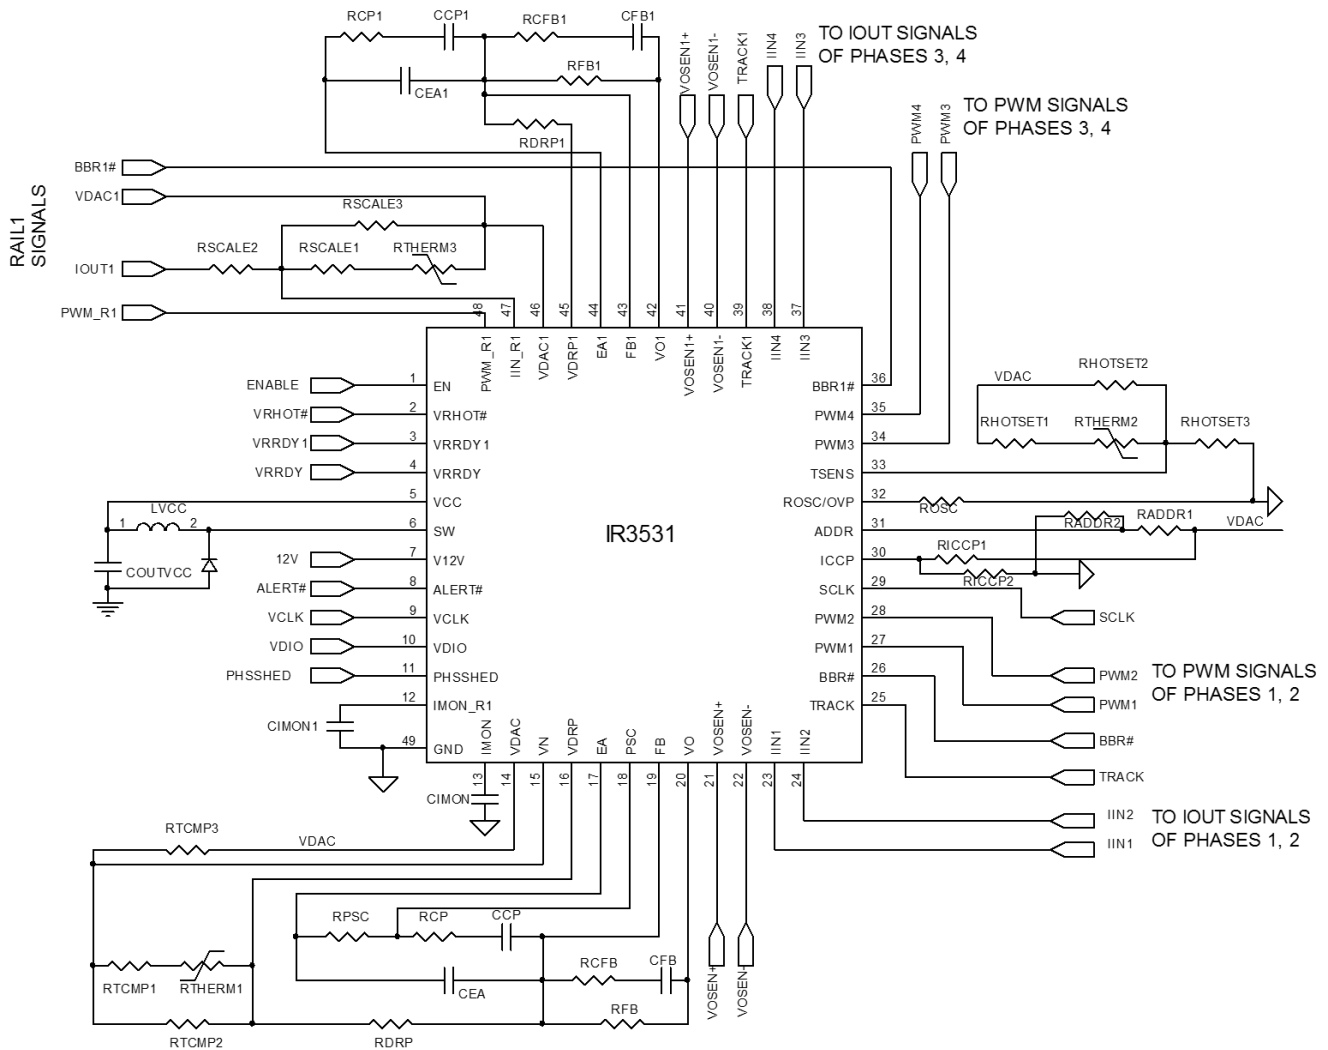 RCP1
CCP1
RCFB1
CFB1
CEA1
RFB1
RDRP1
VOSEN1+
VOSEN1-
TRACK1
IIN4
IIN3
TO IOUT SIGNALS
OF PHASES 3, 4
PWM4
PWM3
TO PWM SIGNALS
OF PHASES 3, 4
RAIL1
SIGNALS
BBR1#
VDAC1
IOUT1
PWM_R1
RSCALE3
RSCALE2
RSCALE1
RTHERM3
48
47
46
45
44
43
42
41
40
39
38
37
PWM_R1
IIN_R1
VDAC1
VDRP1
EA1
FB1
VO1
VOSEN1+
VOSEN1-
TRACK1
IIN4
IIN3
ENABLE
1
EN
VRHOT#
2
VRHOT#
VRRDY1
3
VRRDY1
VRRDY
4
VRRDY
5
VCC
LVCC
1
2
6
SW
COUTVCC
12V
7
V12V
ALERT#
8
ALERT#
VCLK
9
VCLK
VDIO
10
VDIO
PHSSHED
11
PHSSHED
12
IMON_R1
CIMON1
49
GND
IR3531
BBR1#
36
PWM4
35
PWM3
34
TSENS
33
ROSC/OVP
32
ADDR
31
ICCP
30
SCLK
29
PWM2
28
PWM1
27
BBR#
26
TRACK
25
VDAC
RHOTSET2
RHOTSET1
RTHERM2
RHOTSET3
ROSC
RADDR2
RADDR1
VDAC
RICCP1
RICCP2
SCLK
PWM2
PWM1
TO PWM SIGNALS
OF PHASES 1, 2
BBR#
TRACK
IIN2
IIN1
TO IOUT SIGNALS
OF PHASES 1, 2
IMON
VDAC
VN
VDRP
EA
PSC
FB
VO
VOSEN+
VOSEN-
IIN1
IIN2
13
14
15
16
17
18
19
20
21
22
23
24
CIMON
RTCMP3
VDAC
RPSC
RCP
CCP
CEA
RCFB
CFB
RFB
RTCMP1
RTHERM1
RTCMP2
RDRP
VOSEN+
VOSEN-